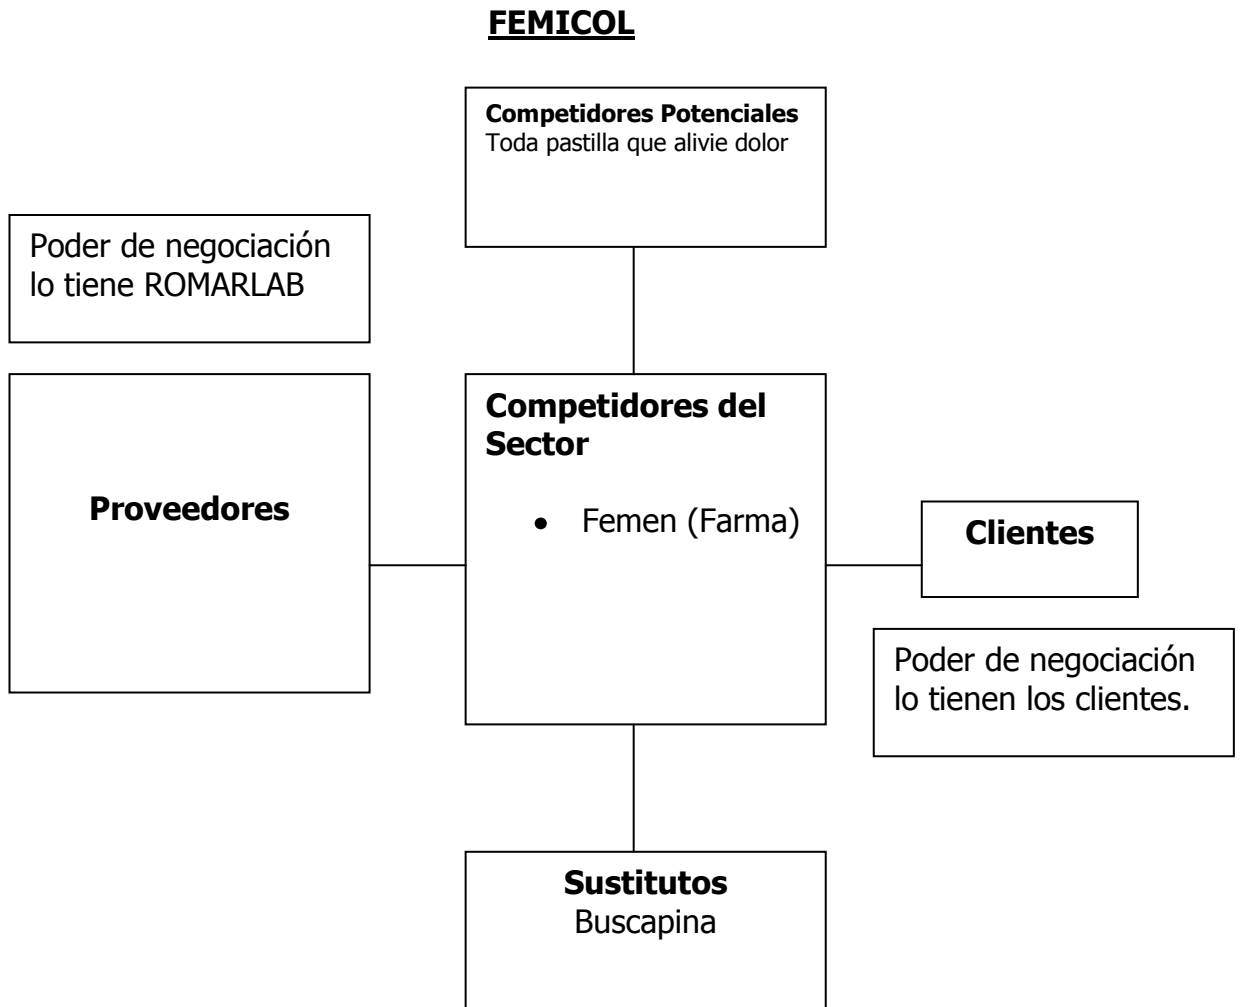 FEMICOL
Competidores Potenciales
Toda pastilla que alivie dolor
Poder de negociación
lo tiene ROMARLAB
Proveedores
Competidores del
Sector
• Femen (Farma)
Clientes
Poder de negociación
lo tienen los clientes.
Sustitutos
Buscapina